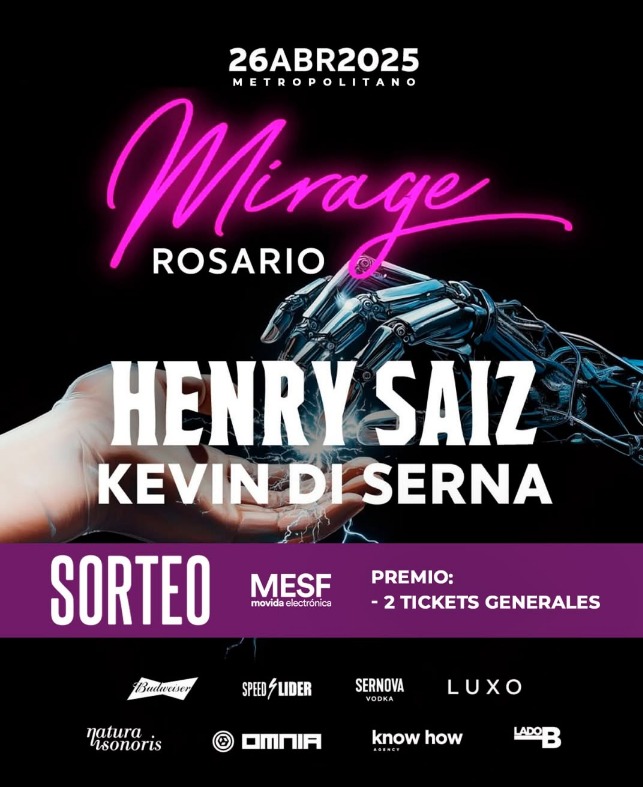 26ABR2025
METROPOLITANO
Mirage
ROSARIO
HENRY SAIZ
KEVIN DI SERNA
SORTEO
MESF
movida electrónica
PREMIO:
- 2 TICKETS GENERALES
Budweiser
SPEED LIDER
SERNOVA
VODKA
LUXO
natura
sonoris
OMNIA
know how
AGENCY
LADO
B